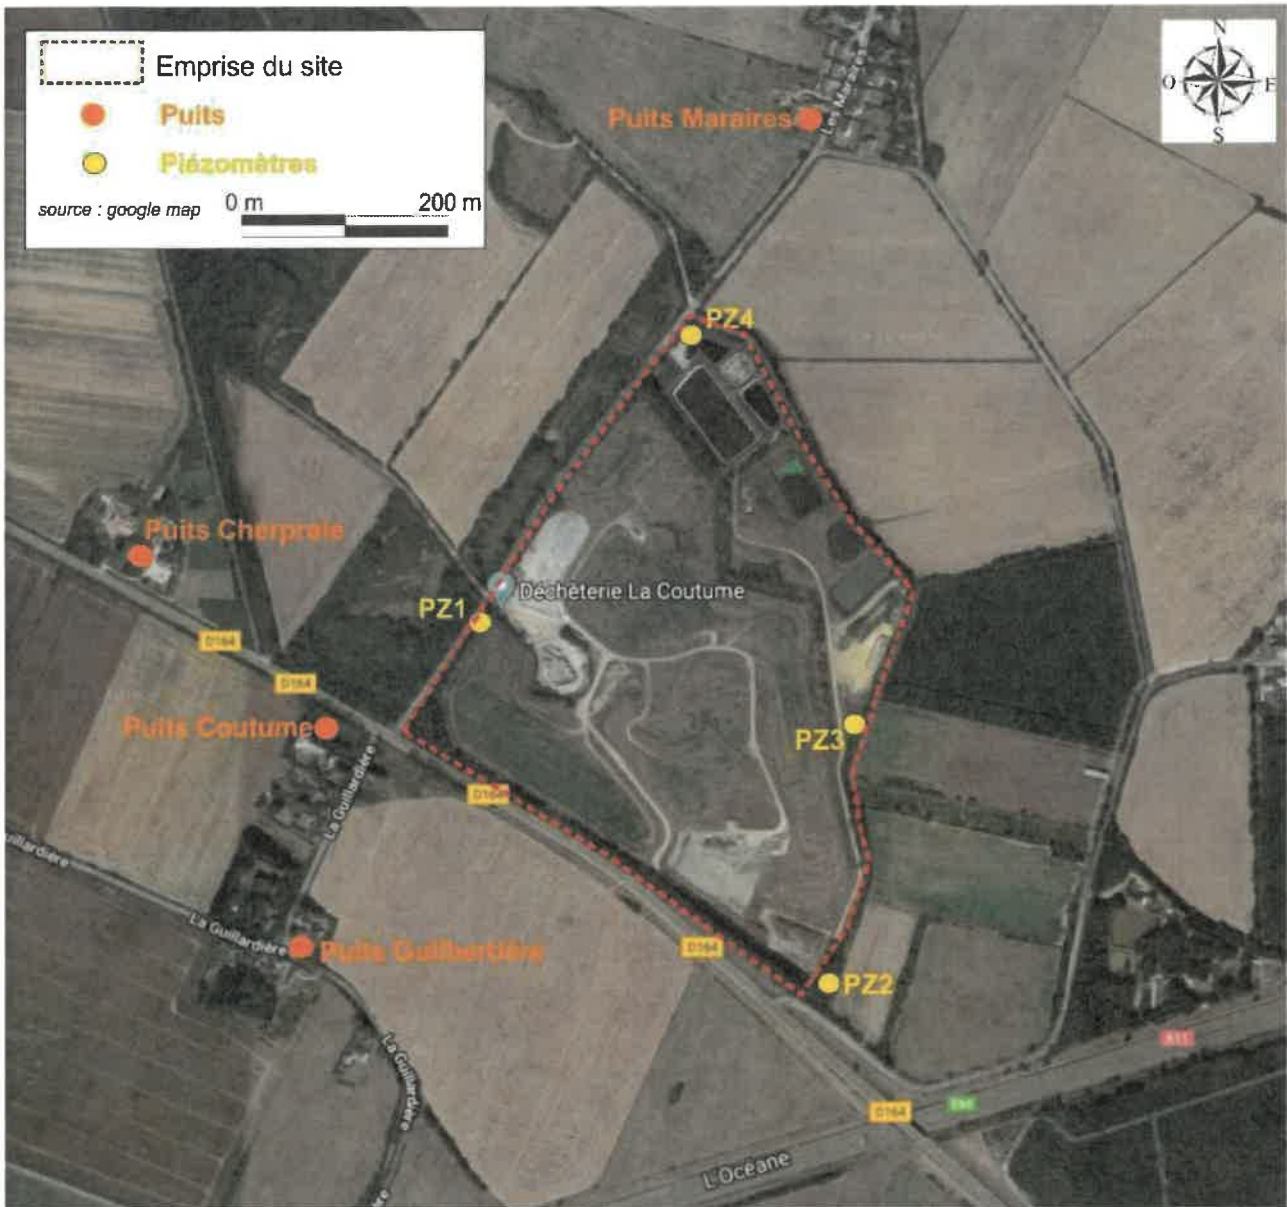 Emprise du site
Puits
Piézomètres
source : google map
0 m
200 m
N
O
E
S
Puits Maraires
Les Maraires
PZ4
Puits Cherpraie
Déchèterie La Coutume
PZ1
D164
D164
Puits Coutume
PZ3
La Guillardière
D164
La Guillardière
Puits Guilbertière
D164
PZ2
La Guillardière
A11
E60
D164
L'Océane